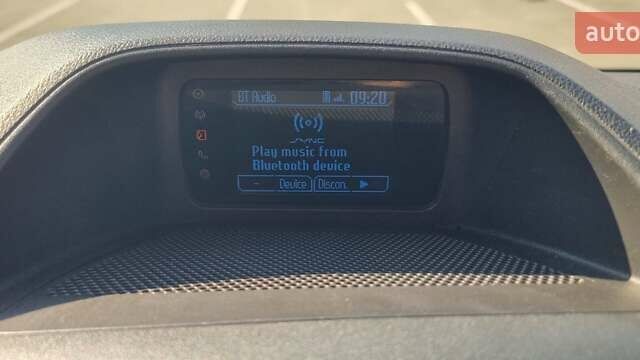 auto
BT Audio 09:20
SYNC
Play music from
Bluetooth device
- Device Discon. ▶